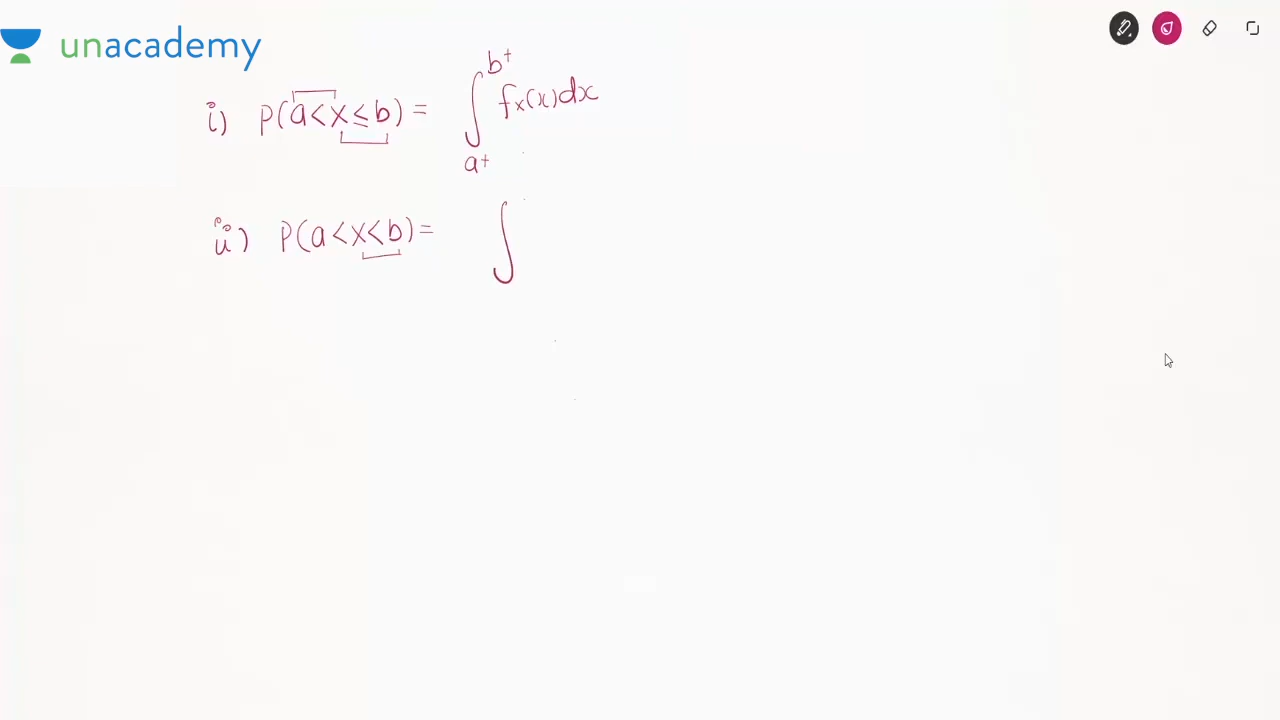 unacademy
i) P(a<x≤b) = ∫_{a⁺}^{b⁺} fₓ(x)dx
ii) P(a<x<b) = ∫